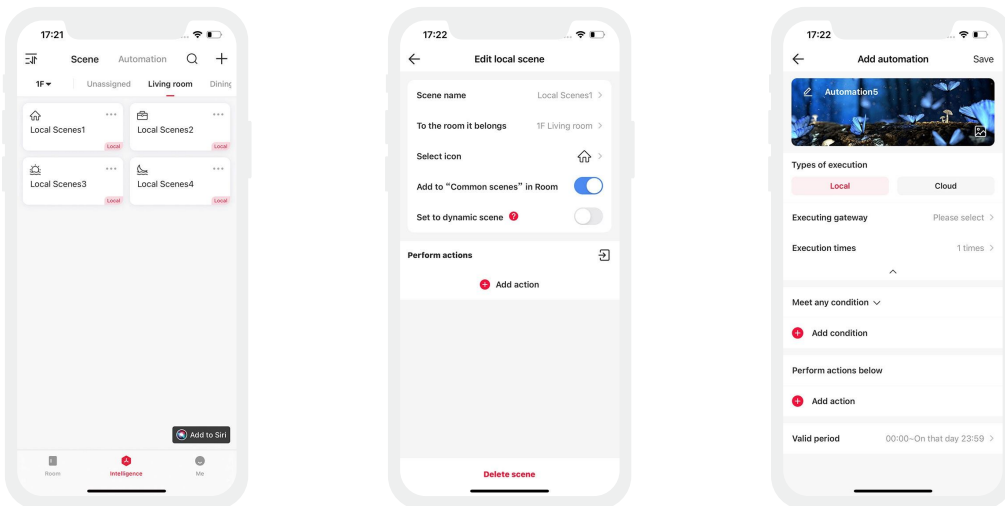 17:21
Scene Automation
1F Unassigned Living room Dining
Local Scenes1
Local
Local Scenes2
Local
Local Scenes3
Local
Local Scenes4
Local
Add to Siri
Room Intelligence Me
17:22
Edit local scene
Scene name Local Scenes1
To the room it belongs 1F Living room
Select icon
Add to “Common scenes” in Room
Set to dynamic scene ?
Perform actions
Add action
Delete scene
17:22
Add automation Save
Automation5
Types of execution
Local Cloud
Executing gateway Please select
Execution times 1 times
Meet any condition
Add condition
Perform actions below
Add action
Valid period 00:00~On that day 23:59